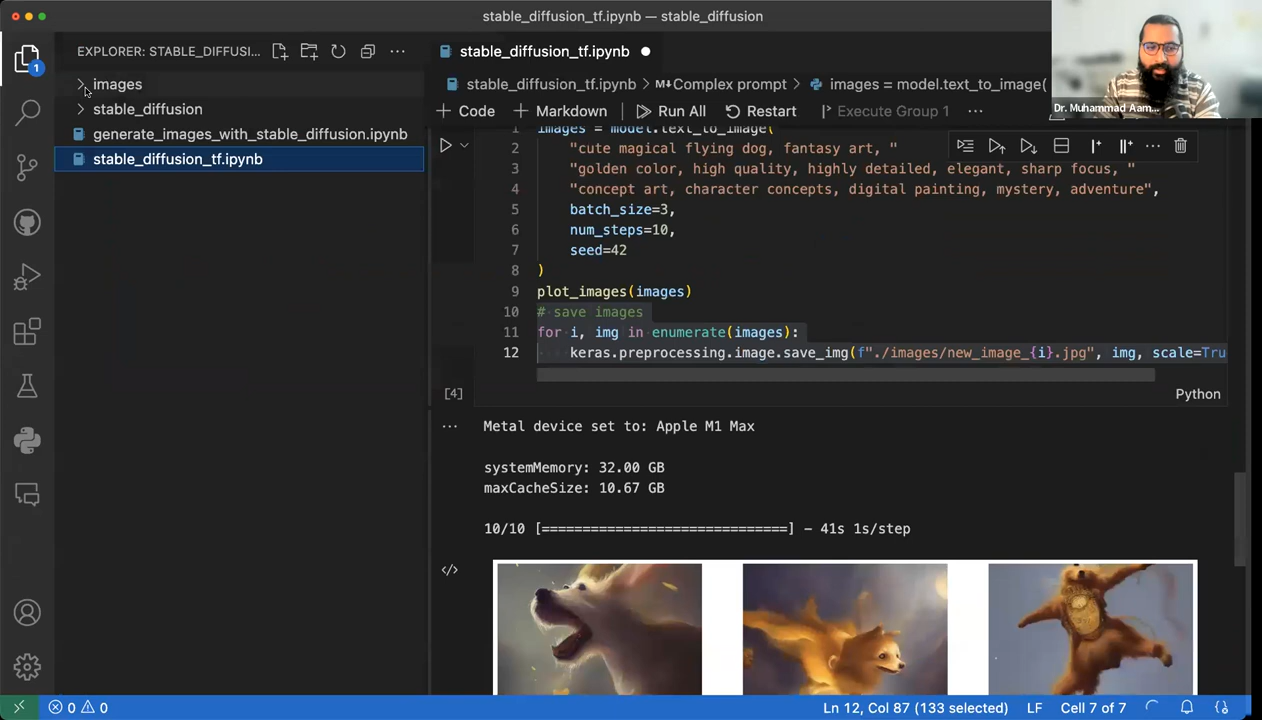 stable_diffusion_tf.ipynb — stable_diffusion
EXPLORER: STABLE_DIFFUSI...
1
images
stable_diffusion
generate_images_with_stable_diffusion.ipynb
stable_diffusion_tf.ipynb
stable_diffusion_tf.ipynb
stable_diffusion_tf.ipynb > M↓Complex prompt > images = model.text_to_image(
Dr. Muhammad Aam...
+ Code + Markdown Run All Restart Execute Group 1 ...
1 images = model.text_to_image(
2 "cute magical flying dog, fantasy art, "
3 "golden color, high quality, highly detailed, elegant, sharp focus, "
4 "concept art, character concepts, digital painting, mystery, adventure",
5 batch_size=3,
6 num_steps=10,
7 seed=42
8 )
9 plot_images(images)
10 # save images
11 for i, img in enumerate(images):
12 keras.preprocessing.image.save_img(f"./images/new_image_{i}.jpg", img, scale=Tru
[4]
Python
Metal device set to: Apple M1 Max
systemMemory: 32.00 GB
maxCacheSize: 10.67 GB
10/10 [==============================] - 41s 1s/step
0 0
Ln 12, Col 87 (133 selected) LF Cell 7 of 7